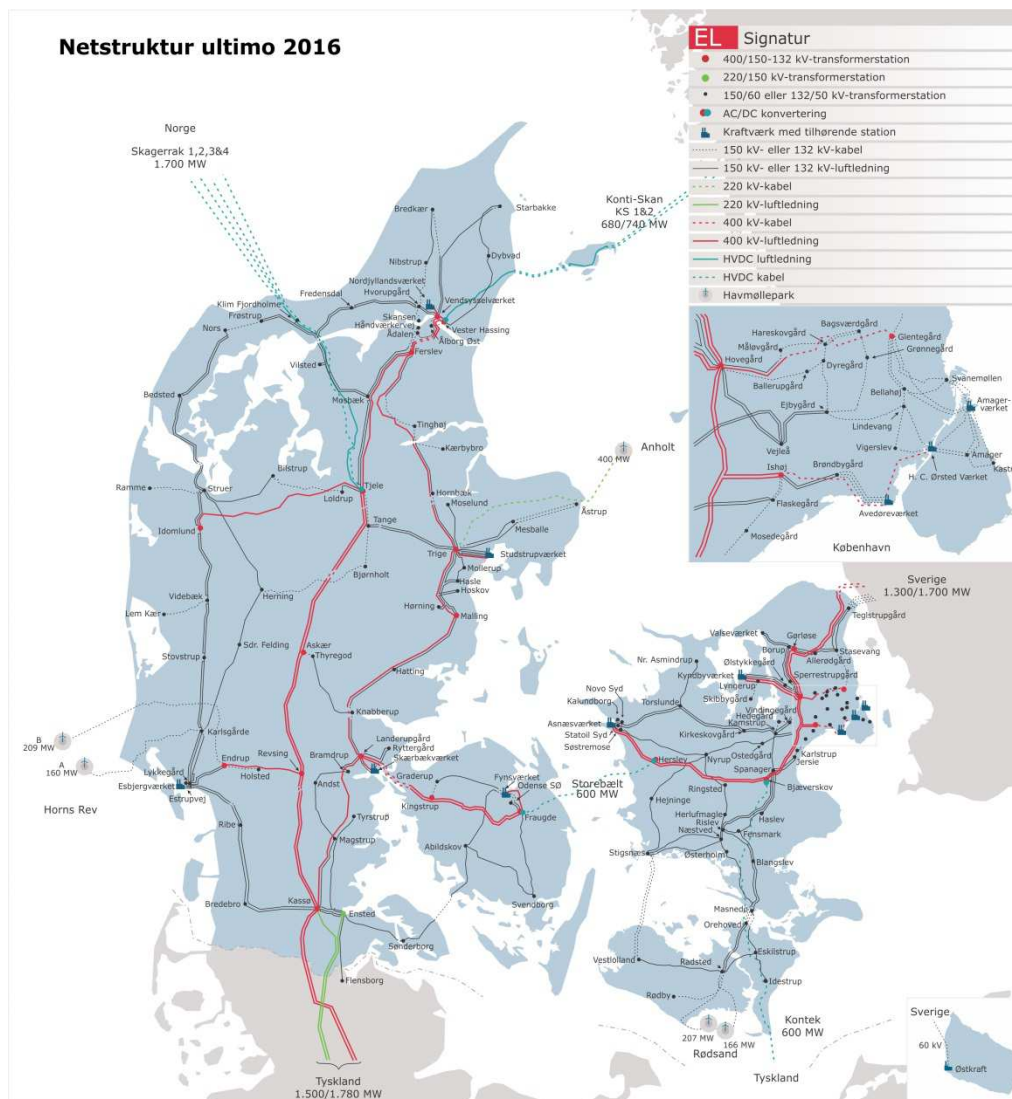 Netstruktur ultimo 2016
EL Signatur
400/150-132 kV-transformerstation
220/150 kV-transformerstation
150/60 eller 132/50 kV-transformerstation
AC/DC konvertering
Kraftværk med tilhørende station
150 kV- eller 132 kV-kabel
150 kV- eller 132 kV-luftledning
220 kV-kabel
220 kV-luftledning
400 kV-kabel
400 kV-luftledning
HVDC luftledning
HVDC kabel
Havmøllepark
Norge
Skagerrak 1,2,3&4
1.700 MW
Konti-Skan
KS 1&2
680/740 MW
Bredkær
Starbakke
Dybvad
Nibstrup
Nordjyllandsværket
Hvorupgård
Vendsysselværket
Fredensdal
Klim Fjordholme
Frøstrup
Nors
Skansen
Håndværkervej
Ådalen
Vester Hassing
Ålborg Øst
Ferslev
Vilsted
Bedsted
Mosbæk
Tinghøj
Kærbybro
Bilstrup
Ramme
Struer
Loldrup
Tjele
Hornbæk
Moselund
Idomlund
Tange
Mesballe
Åstrup
Anholt
400 MW
Trige
Studstrupværket
Mollerup
Bjørnholt
Hasle
Høskov
Herning
Hørning
Malling
Videbæk
Lem Kær
Sdr. Felding
Askær
Thyregod
Stovstrup
Hatting
Knabberup
Karlsgårde
B
209 MW
A
160 MW
Horns Rev
Landerupgård
Ryttergård
Skærbækværket
Bramdrup
Revsing
Endrup
Holsted
Lykkegård
Esbjergværket
Estrupvej
Andst
Graderup
Kingstrup
Fynsværket
Odense SØ
Fraugde
Storebælt
600 MW
Ribe
Tyrstrup
Magstrup
Abildskov
Svendborg
Bredebro
Kassø
Ensted
Sønderborg
Flensborg
Tyskland
1.500/1.780 MW
Hareskovgård
Bagsværdgård
Glentegård
Måløvgård
Hovegård
Grønnegård
Dyregård
Ballerupgård
Bellahøj
Svanemøllen
Ejbygård
Amager-
værket
Lindevang
Vejleå
Vigerslev
Amager
Ishøj
Brøndbygård
H. C. Ørsted Værket
Flaskegård
Avedøreværket
Mosedegård
København
Sverige
1.300/1.700 MW
Teglstrupgård
Valseværket
Gørløse
Borup
Stasevang
Allerødgård
Ølstykkegård
Nr. Asmindrup
Kyndbyværket
Sperrestrupgård
Lyngerup
Novo Syd
Kalundborg
Torslunde
Skibbygård
Vindingegård
Hedegård
Kamstrup
Asnæsværket
Statoil Syd
Søstremose
Kirkeskovgård
Ostedgård
Karlstrup
Jersie
Herslev
Nyrup
Spanager
Ringsted
Bjæverskov
Hejninge
Herlufmagle
Haslev
Rislev
Næstved
Fensmark
Stigsnæs
Østerholm
Blangslev
Masnedø
Orehoved
Eskilstrup
Vestlolland
Radsted
Idestrup
Rødby
207 MW
166 MW
Rødsand
Kontek
600 MW
Tyskland
Sverige
60 kV
Østkraft